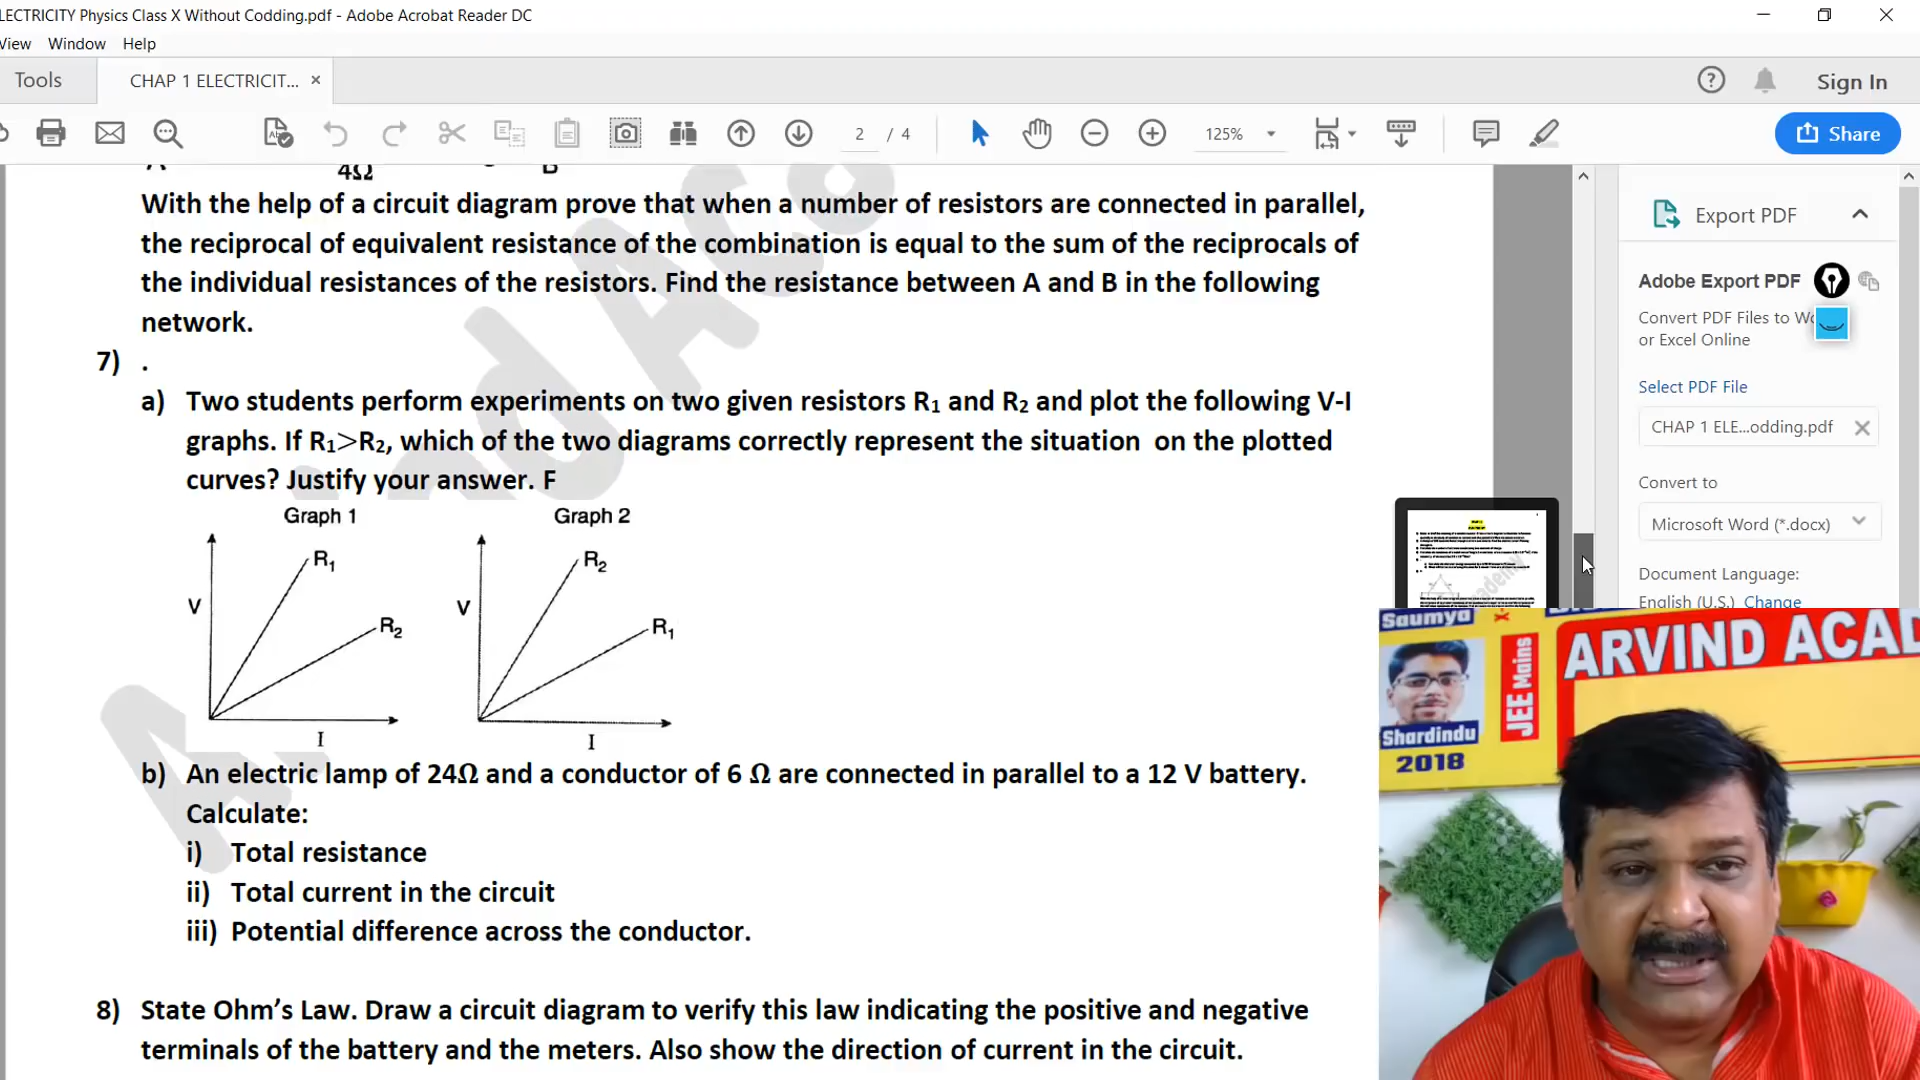 LECTRICITY Physics Class X Without Codding.pdf - Adobe Acrobat Reader DC
View Window Help
Tools CHAP 1 ELECTRICIT... × Sign In
2 / 4 125% Share
4Ω B
With the help of a circuit diagram prove that when a number of resistors are connected in parallel,
the reciprocal of equivalent resistance of the combination is equal to the sum of the reciprocals of
the individual resistances of the resistors. Find the resistance between A and B in the following
network.
7) .
a) Two students perform experiments on two given resistors R₁ and R₂ and plot the following V-I
graphs. If R₁>R₂, which of the two diagrams correctly represent the situation on the plotted
curves? Justify your answer. F
Graph 1 Graph 2
R₁ R₂
V R₂ V R₁
I I
b) An electric lamp of 24Ω and a conductor of 6 Ω are connected in parallel to a 12 V battery.
Calculate:
i) Total resistance
ii) Total current in the circuit
iii) Potential difference across the conductor.
8) State Ohm's Law. Draw a circuit diagram to verify this law indicating the positive and negative
terminals of the battery and the meters. Also show the direction of current in the circuit.
Export PDF
Adobe Export PDF
Convert PDF Files to Wo
or Excel Online
Select PDF File
CHAP 1 ELE...odding.pdf
Convert to
Microsoft Word (*.docx)
Document Language:
English (U.S.) Change
Saumya
ARVIND ACAD
JEE Mains
Shardindu
2018